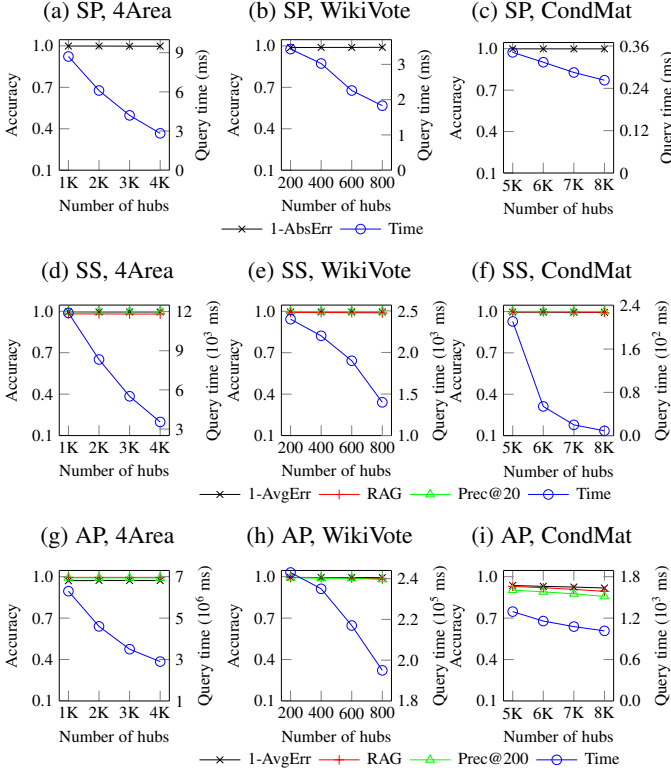 (a) SP, 4Area (b) SP, WikiVote (c) SP, CondMat
Accuracy 1.0 0.7 0.4 0.1 1K 2K 3K 4K 9 6 3 0 Query time (ms)
Number of hubs
Accuracy 1.0 0.7 0.4 0.1 200 400 600 800 3 2 1 0 Query time (ms)
Number of hubs
Accuracy 1.0 0.7 0.4 0.1 5K 6K 7K 8K 0.36 0.24 0.12 0 Query time (ms)
Number of hubs
1-AbsErr Time
(d) SS, 4Area (e) SS, WikiVote (f) SS, CondMat
Accuracy 1.0 0.7 0.4 0.1 1K 2K 3K 4K 12 9 6 3 Query time (10³ ms)
Number of hubs
Accuracy 1.0 0.7 0.4 0.1 200 400 600 800 2.5 2.0 1.5 1.0 Query time (10³ ms)
Number of hubs
Accuracy 1.0 0.7 0.4 0.1 5K 6K 7K 8K 2.4 1.6 0.8 0.0 Query time (10² ms)
Number of hubs
1-AvgErr RAG Prec@20 Time
(g) AP, 4Area (h) AP, WikiVote (i) AP, CondMat
Accuracy 1.0 0.7 0.4 0.1 1K 2K 3K 4K 7 5 3 1 Query time (10⁶ ms)
Number of hubs
Accuracy 1.0 0.7 0.4 0.1 200 400 600 800 2.4 2.2 2.0 1.8 Query time (10⁵ ms)
Number of hubs
Accuracy 1.0 0.7 0.4 0.1 5K 6K 7K 8K 1.8 1.2 0.6 0.0 Query time (10³ ms)
Number of hubs
1-AvgErr RAG Prec@200 Time